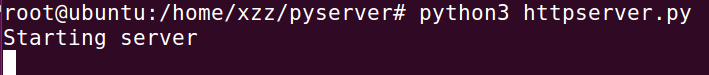 root@ubuntu:/home/xzz/pyserver# python3 httpserver.py
Starting server